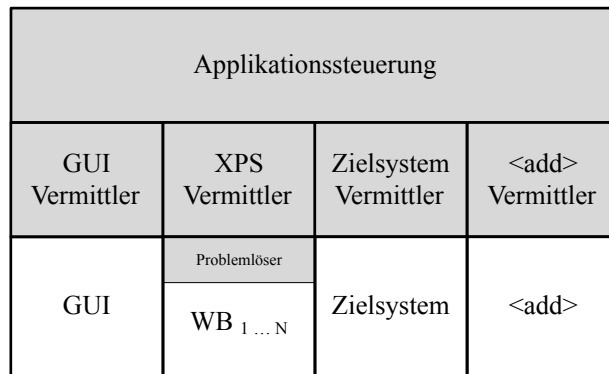 Applikationssteuerung
GUI
Vermittler
XPS
Vermittler
Zielsystem
Vermittler
<add>
Vermittler
GUI
Problemlöser
WB 1 … N
Zielsystem
<add>